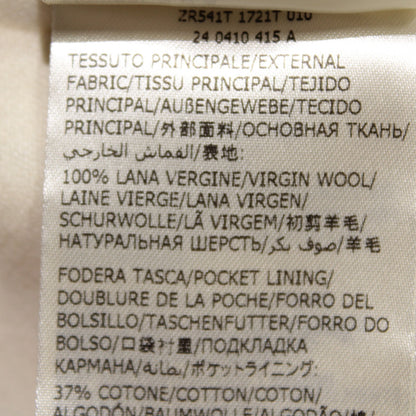 ZR541T 1721T 010
24 0410 415 A
TESSUTO PRINCIPALE/EXTERNAL
FABRIC/TISSU PRINCIPAL/TEJIDO
PRINCIPAL/AUßENGEWEBE/TECIDO
PRINCIPAL/外部面料/ОСНОВНАЯ ТКАНЬ/
القماش الخارجي/表地:
100% LANA VERGINE/VIRGIN WOOL/
LAINE VIERGE/LANA VIRGEN/
SCHURWOLLE/LÃ VIRGEM/初剪羊毛/
НАТУРАЛЬНАЯ ШЕРСТЬ/صوف بكر/羊毛
FODERA TASCA/POCKET LINING/
DOUBLURE DE LA POCHE/FORRO DEL
BOLSILLO/TASCHENFUTTER/FORRO DO
BOLSO/口袋衬里/ПОДКЛАДКА
КАРМАНА/بطانة/ポケットライニング:
37% COTONE/COTTON/COTON/
ALGODÓN/BAUMWOLLE/ALGODÃO/棉/